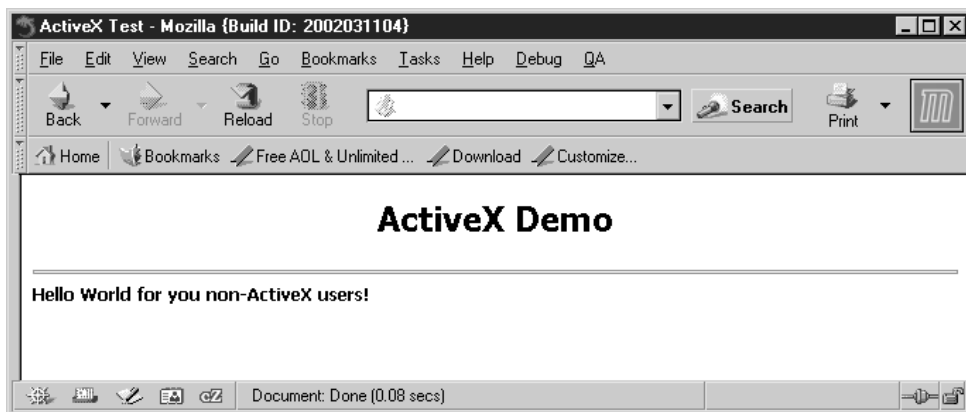 ActiveX Test - Mozilla {Build ID: 2002031104}
File Edit View Search Go Bookmarks Tasks Help Debug QA
Back Forward Reload Stop Search Print
Home Bookmarks Free AOL & Unlimited ... Download Customize...
ActiveX Demo
Hello World for you non-ActiveX users!
Document: Done (0.08 secs)